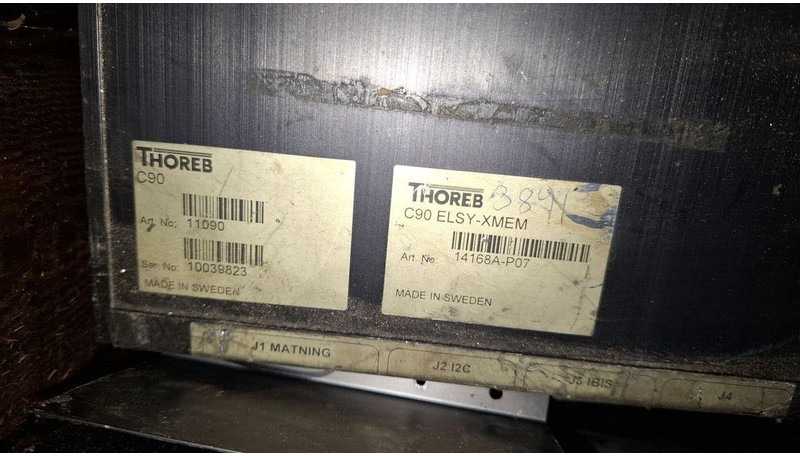 THOREB
C90
Art. No: 11090
Ser. No: 10039823
MADE IN SWEDEN
THOREB 3841
C90 ELSY-XMEM
Art. No. 14168A-P07
MADE IN SWEDEN
J1 MATNING
J2 I2C
J3 IBIS
J4